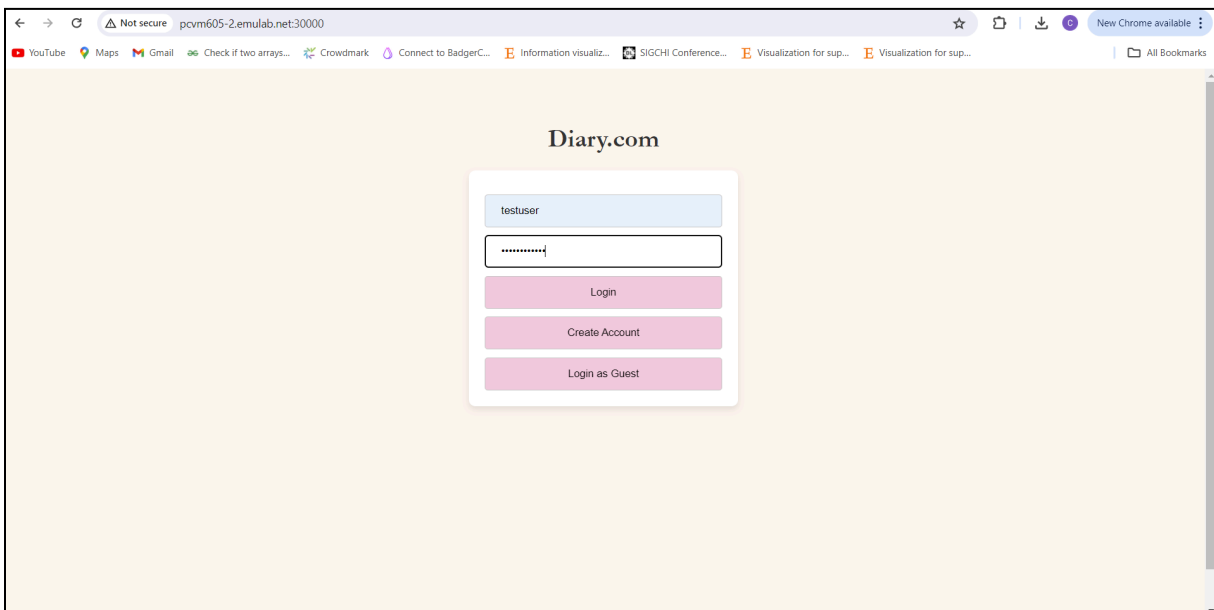 Not secure pcvm605-2.emulab.net:30000 C New Chrome available
YouTube Maps Gmail Check if two arrays... Crowdmark Connect to BadgerC... Information visualiz... SIGCHI Conference... Visualization for sup... Visualization for sup... All Bookmarks
Diary.com
testuser
••••••••••••
Login
Create Account
Login as Guest